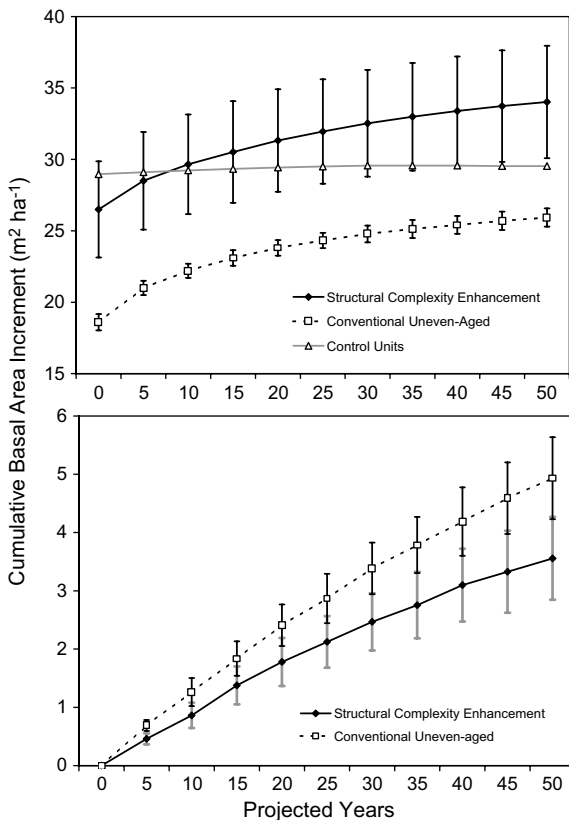 Cumulative Basal Area Increment (m² ha⁻¹)
40
35
30
25
20
15
Structural Complexity Enhancement
Conventional Uneven-Aged
Control Units
0 5 10 15 20 25 30 35 40 45 50
6
5
4
3
2
1
0
Structural Complexity Enhancement
Conventional Uneven-aged
0 5 10 15 20 25 30 35 40 45 50
Projected Years